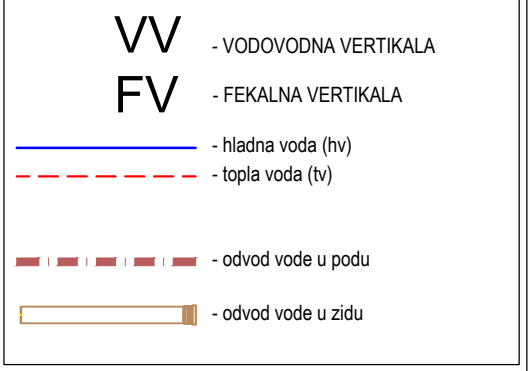 VV - VODOVODNA VERTIKALA
FV - FEKALNA VERTIKALA
- hladna voda (hv)
- topla voda (tv)
- odvod vode u podu
- odvod vode u zidu